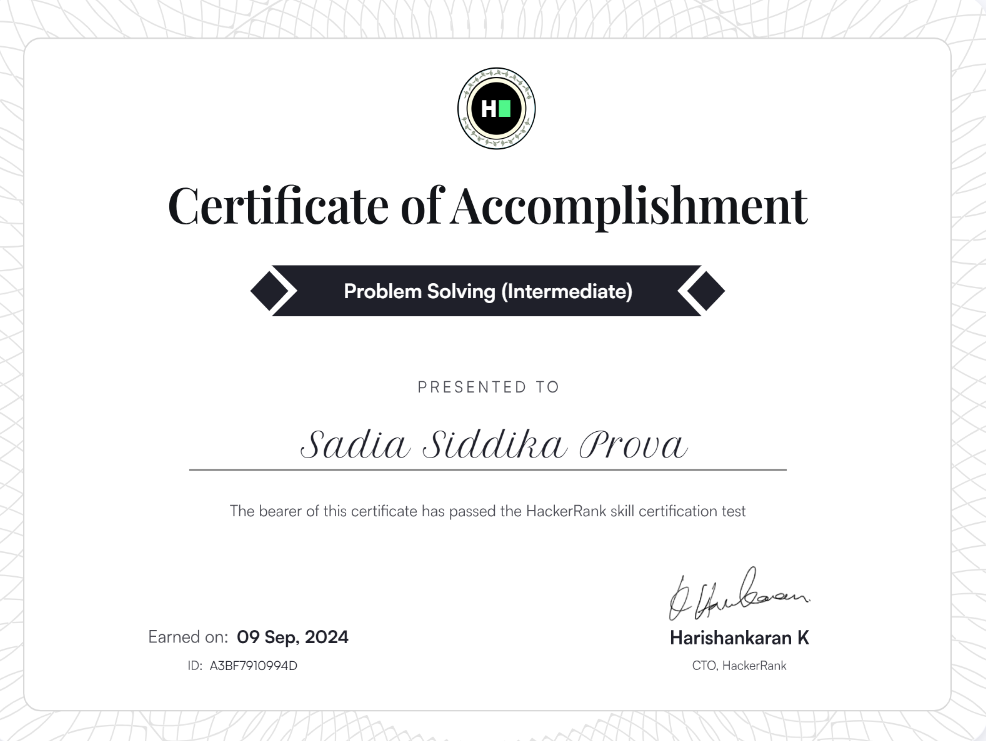 H
Certificate of Accomplishment
Problem Solving (Intermediate)
PRESENTED TO
Sadia Siddika Prova
The bearer of this certificate has passed the HackerRank skill certification test
Earned on: 09 Sep, 2024
ID: A3BF7910994D
Harishankaran K
CTO, HackerRank